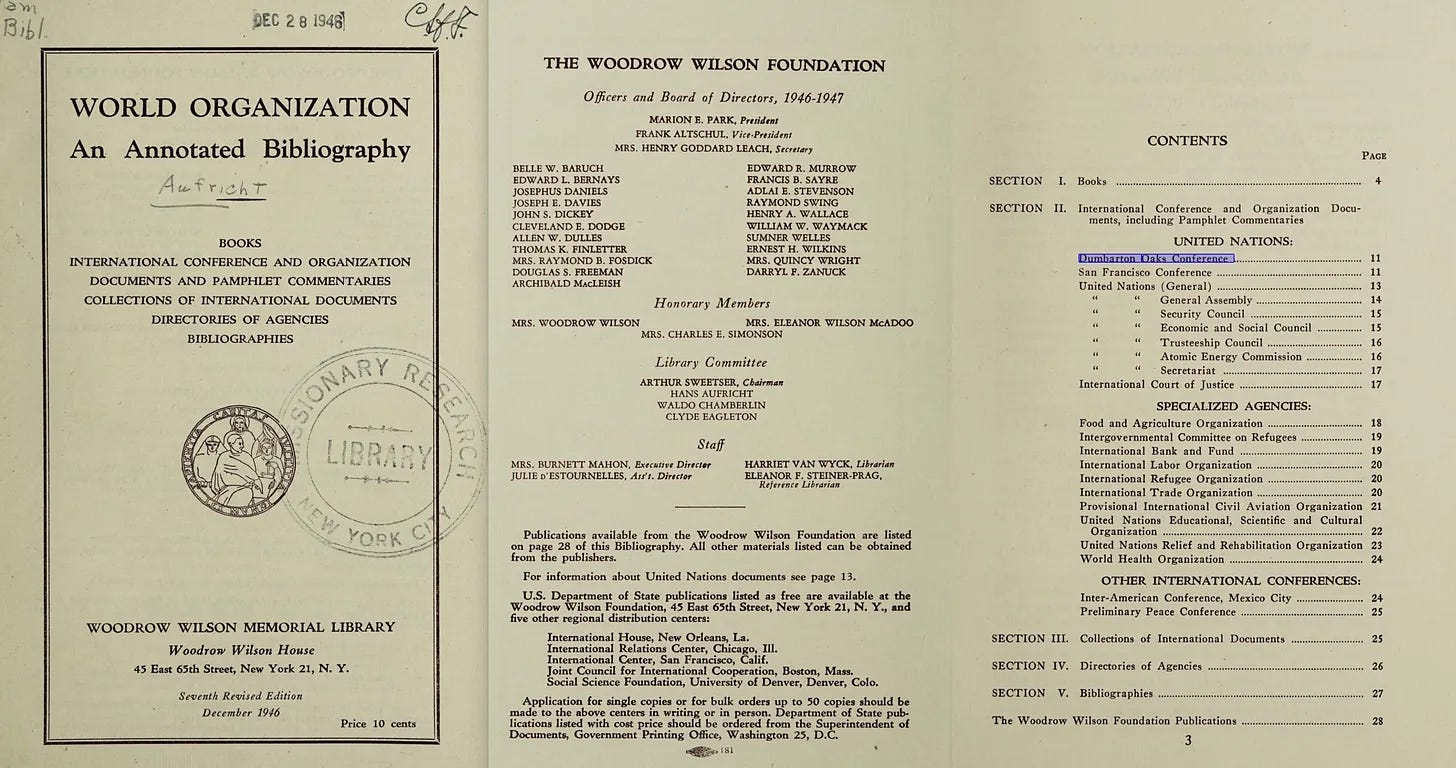 am
Bibl.
DEC 28 1946
WORLD ORGANIZATION
An Annotated Bibliography
Aufricht
BOOKS
INTERNATIONAL CONFERENCE AND ORGANIZATION
DOCUMENTS AND PAMPHLET COMMENTARIES
COLLECTIONS OF INTERNATIONAL DOCUMENTS
DIRECTORIES OF AGENCIES
BIBLIOGRAPHIES
MISSIONARY RESEARCH
LIBRARY
NEW YORK CITY
WOODROW WILSON MEMORIAL LIBRARY
Woodrow Wilson House
45 East 65th Street, New York 21, N. Y.
Seventh Revised Edition
December 1946
Price 10 cents
THE WOODROW WILSON FOUNDATION
Officers and Board of Directors, 1946-1947
MARION E. PARK, President
FRANK ALTSCHUL, Vice-President
MRS. HENRY GODDARD LEACH, Secretary
BELLE W. BARUCH
EDWARD L. BERNAYS
JOSEPHUS DANIELS
JOSEPH E. DAVIES
JOHN S. DICKEY
CLEVELAND E. DODGE
ALLEN W. DULLES
THOMAS K. FINLETTER
MRS. RAYMOND B. FOSDICK
DOUGLAS S. FREEMAN
ARCHIBALD MacLEISH
EDWARD R. MURROW
FRANCIS B. SAYRE
ADLAI E. STEVENSON
RAYMOND SWING
HENRY A. WALLACE
WILLIAM W. WAYMACK
SUMNER WELLES
ERNEST H. WILKINS
MRS. QUINCY WRIGHT
DARRYL F. ZANUCK
Honorary Members
MRS. WOODROW WILSON MRS. ELEANOR WILSON McADOO
MRS. CHARLES E. SIMONSON
Library Committee
ARTHUR SWEETSER, Chairman
HANS AUFRICHT
WALDO CHAMBERLIN
CLYDE EAGLETON
Staff
MRS. BURNETT MAHON, Executive Director
JULIE d'ESTOURNELLES, Ass't. Director
HARRIET VAN WYCK, Librarian
ELEANOR F. STEINER-PRAG,
Reference Librarian
Publications available from the Woodrow Wilson Foundation are listed
on page 28 of this Bibliography. All other materials listed can be obtained
from the publishers.
For information about United Nations documents see page 13.
U.S. Department of State publications listed as free are available at the
Woodrow Wilson Foundation, 45 East 65th Street, New York 21, N. Y., and
five other regional distribution centers:
International House, New Orleans, La.
International Relations Center, Chicago, Ill.
International Center, San Francisco, Calif.
Joint Council for International Cooperation, Boston, Mass.
Social Science Foundation, University of Denver, Denver, Colo.
Application for single copies or for bulk orders up to 50 copies should be
made to the above centers in writing or in person. Department of State pub-
lications listed with cost price should be ordered from the Superintendent of
Documents, Government Printing Office, Washington 25, D.C.
181
CONTENTS
PAGE
SECTION I. Books 4
SECTION II. International Conference and Organization Docu-
ments, including Pamphlet Commentaries
UNITED NATIONS:
Dumbarton Oaks Conference 11
San Francisco Conference 11
United Nations (General) 13
" " General Assembly 14
" " Security Council 15
" " Economic and Social Council 15
" " Trusteeship Council 16
" " Atomic Energy Commission 16
" " Secretariat 17
International Court of Justice 17
SPECIALIZED AGENCIES:
Food and Agriculture Organization 18
Intergovernmental Committee on Refugees 19
International Bank and Fund 19
International Labor Organization 20
International Refugee Organization 20
International Trade Organization 20
Provisional International Civil Aviation Organization 21
United Nations Educational, Scientific and Cultural
Organization 22
United Nations Relief and Rehabilitation Organization 23
World Health Organization 24
OTHER INTERNATIONAL CONFERENCES:
Inter-American Conference, Mexico City 24
Preliminary Peace Conference 25
SECTION III. Collections of International Documents 25
SECTION IV. Directories of Agencies 26
SECTION V. Bibliographies 27
The Woodrow Wilson Foundation Publications 28
3